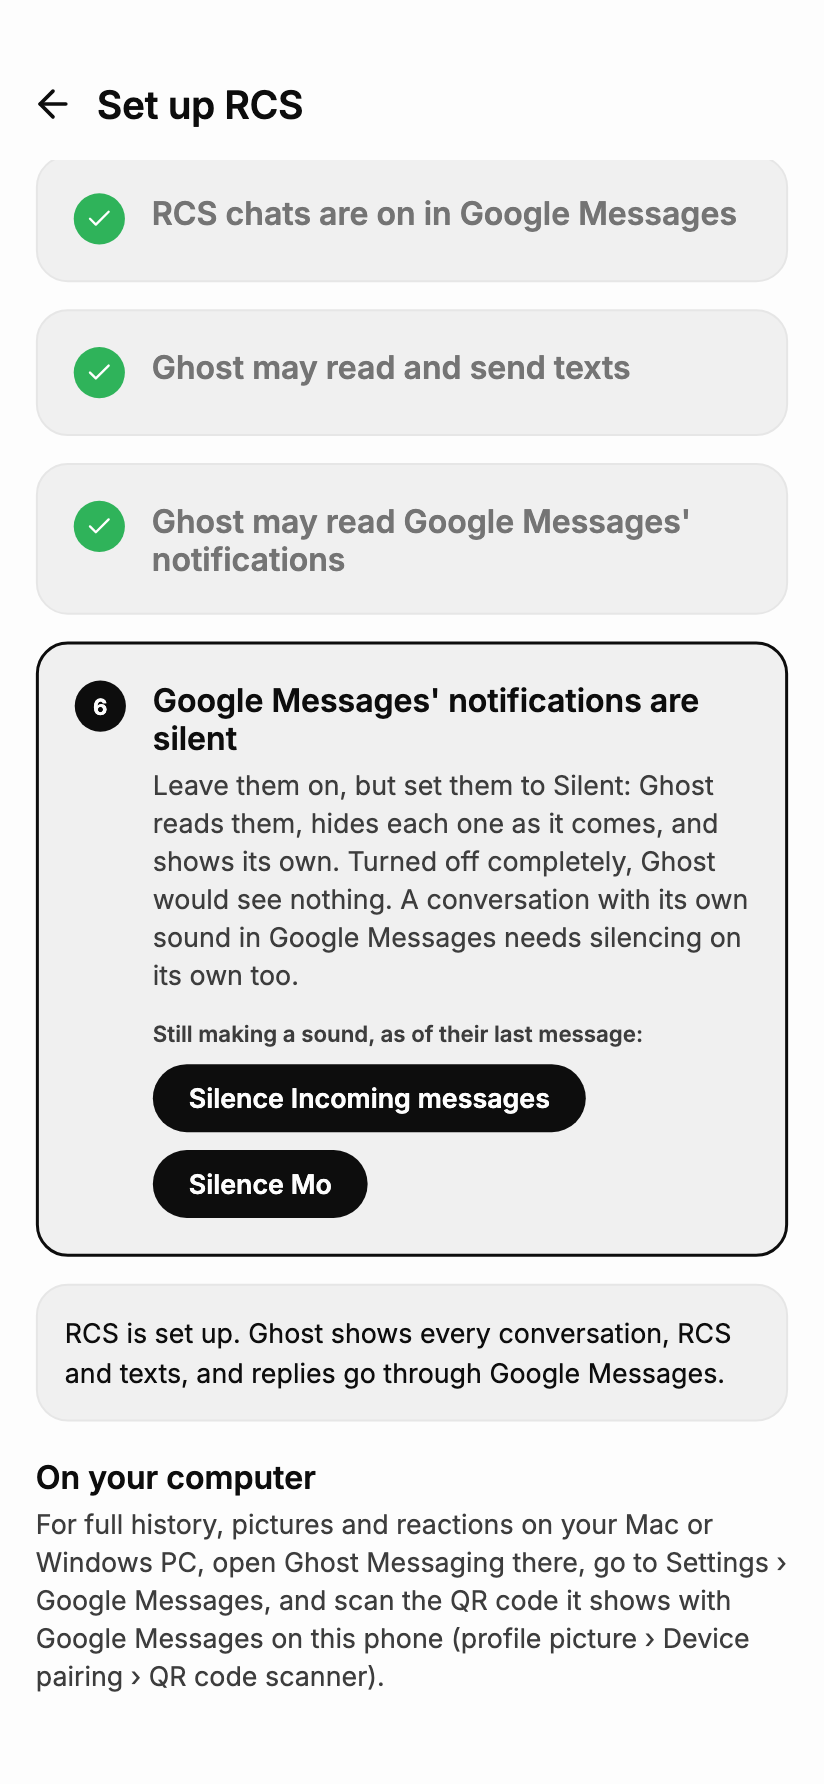 Set up RCS
RCS chats are on in Google Messages
Ghost may read and send texts
Ghost may read Google Messages'
notifications
6
Google Messages' notifications are
silent
Leave them on, but set them to Silent: Ghost
reads them, hides each one as it comes, and
shows its own. Turned off completely, Ghost
would see nothing. A conversation with its own
sound in Google Messages needs silencing on
its own too.
Still making a sound, as of their last message:
Silence Incoming messages
Silence Mo
RCS is set up. Ghost shows every conversation, RCS
and texts, and replies go through Google Messages.
On your computer
For full history, pictures and reactions on your Mac or
Windows PC, open Ghost Messaging there, go to Settings ›
Google Messages, and scan the QR code it shows with
Google Messages on this phone (profile picture › Device
pairing › QR code scanner).